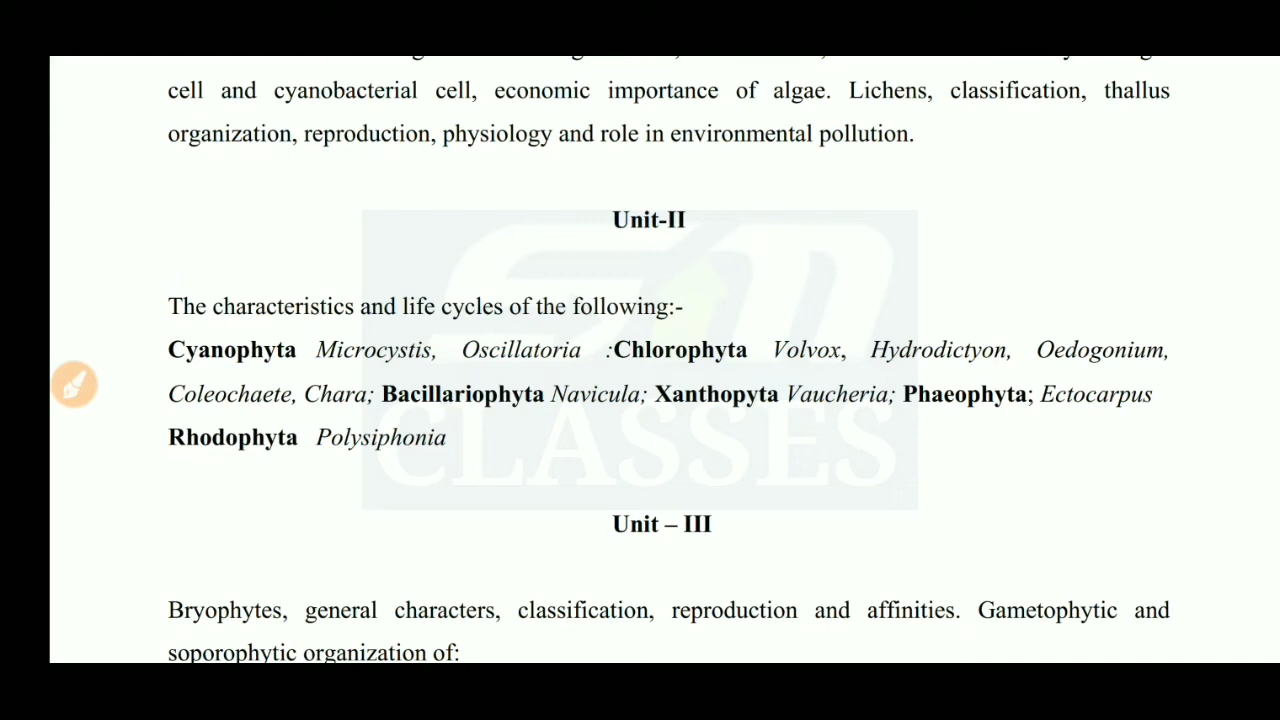 cell and cyanobacterial cell, economic importance of algae. Lichens, classification, thallus
organization, reproduction, physiology and role in environmental pollution.
Unit-II
The characteristics and life cycles of the following:-
Cyanophyta Microcystis, Oscillatoria :Chlorophyta Volvox, Hydrodictyon, Oedogonium,
Coleochaete, Chara; Bacillariophyta Navicula; Xanthopyta Vaucheria; Phaeophyta; Ectocarpus
Rhodophyta Polysiphonia
CLASSES
Unit – III
Bryophytes, general characters, classification, reproduction and affinities. Gametophytic and
soporophytic organization of: